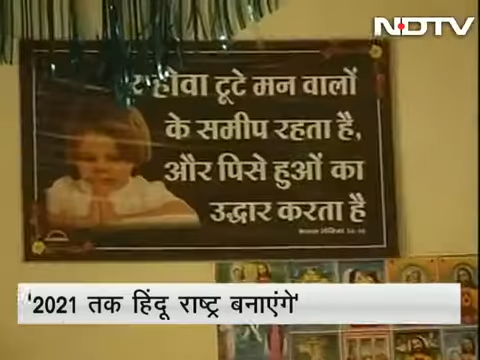 NDTV
यहोवा टूटे मन वालों
के समीप रहता है,
और पिसे हुओं का
उद्धार करता है
'2021 तक हिंदू राष्ट्र बनाएंगे'